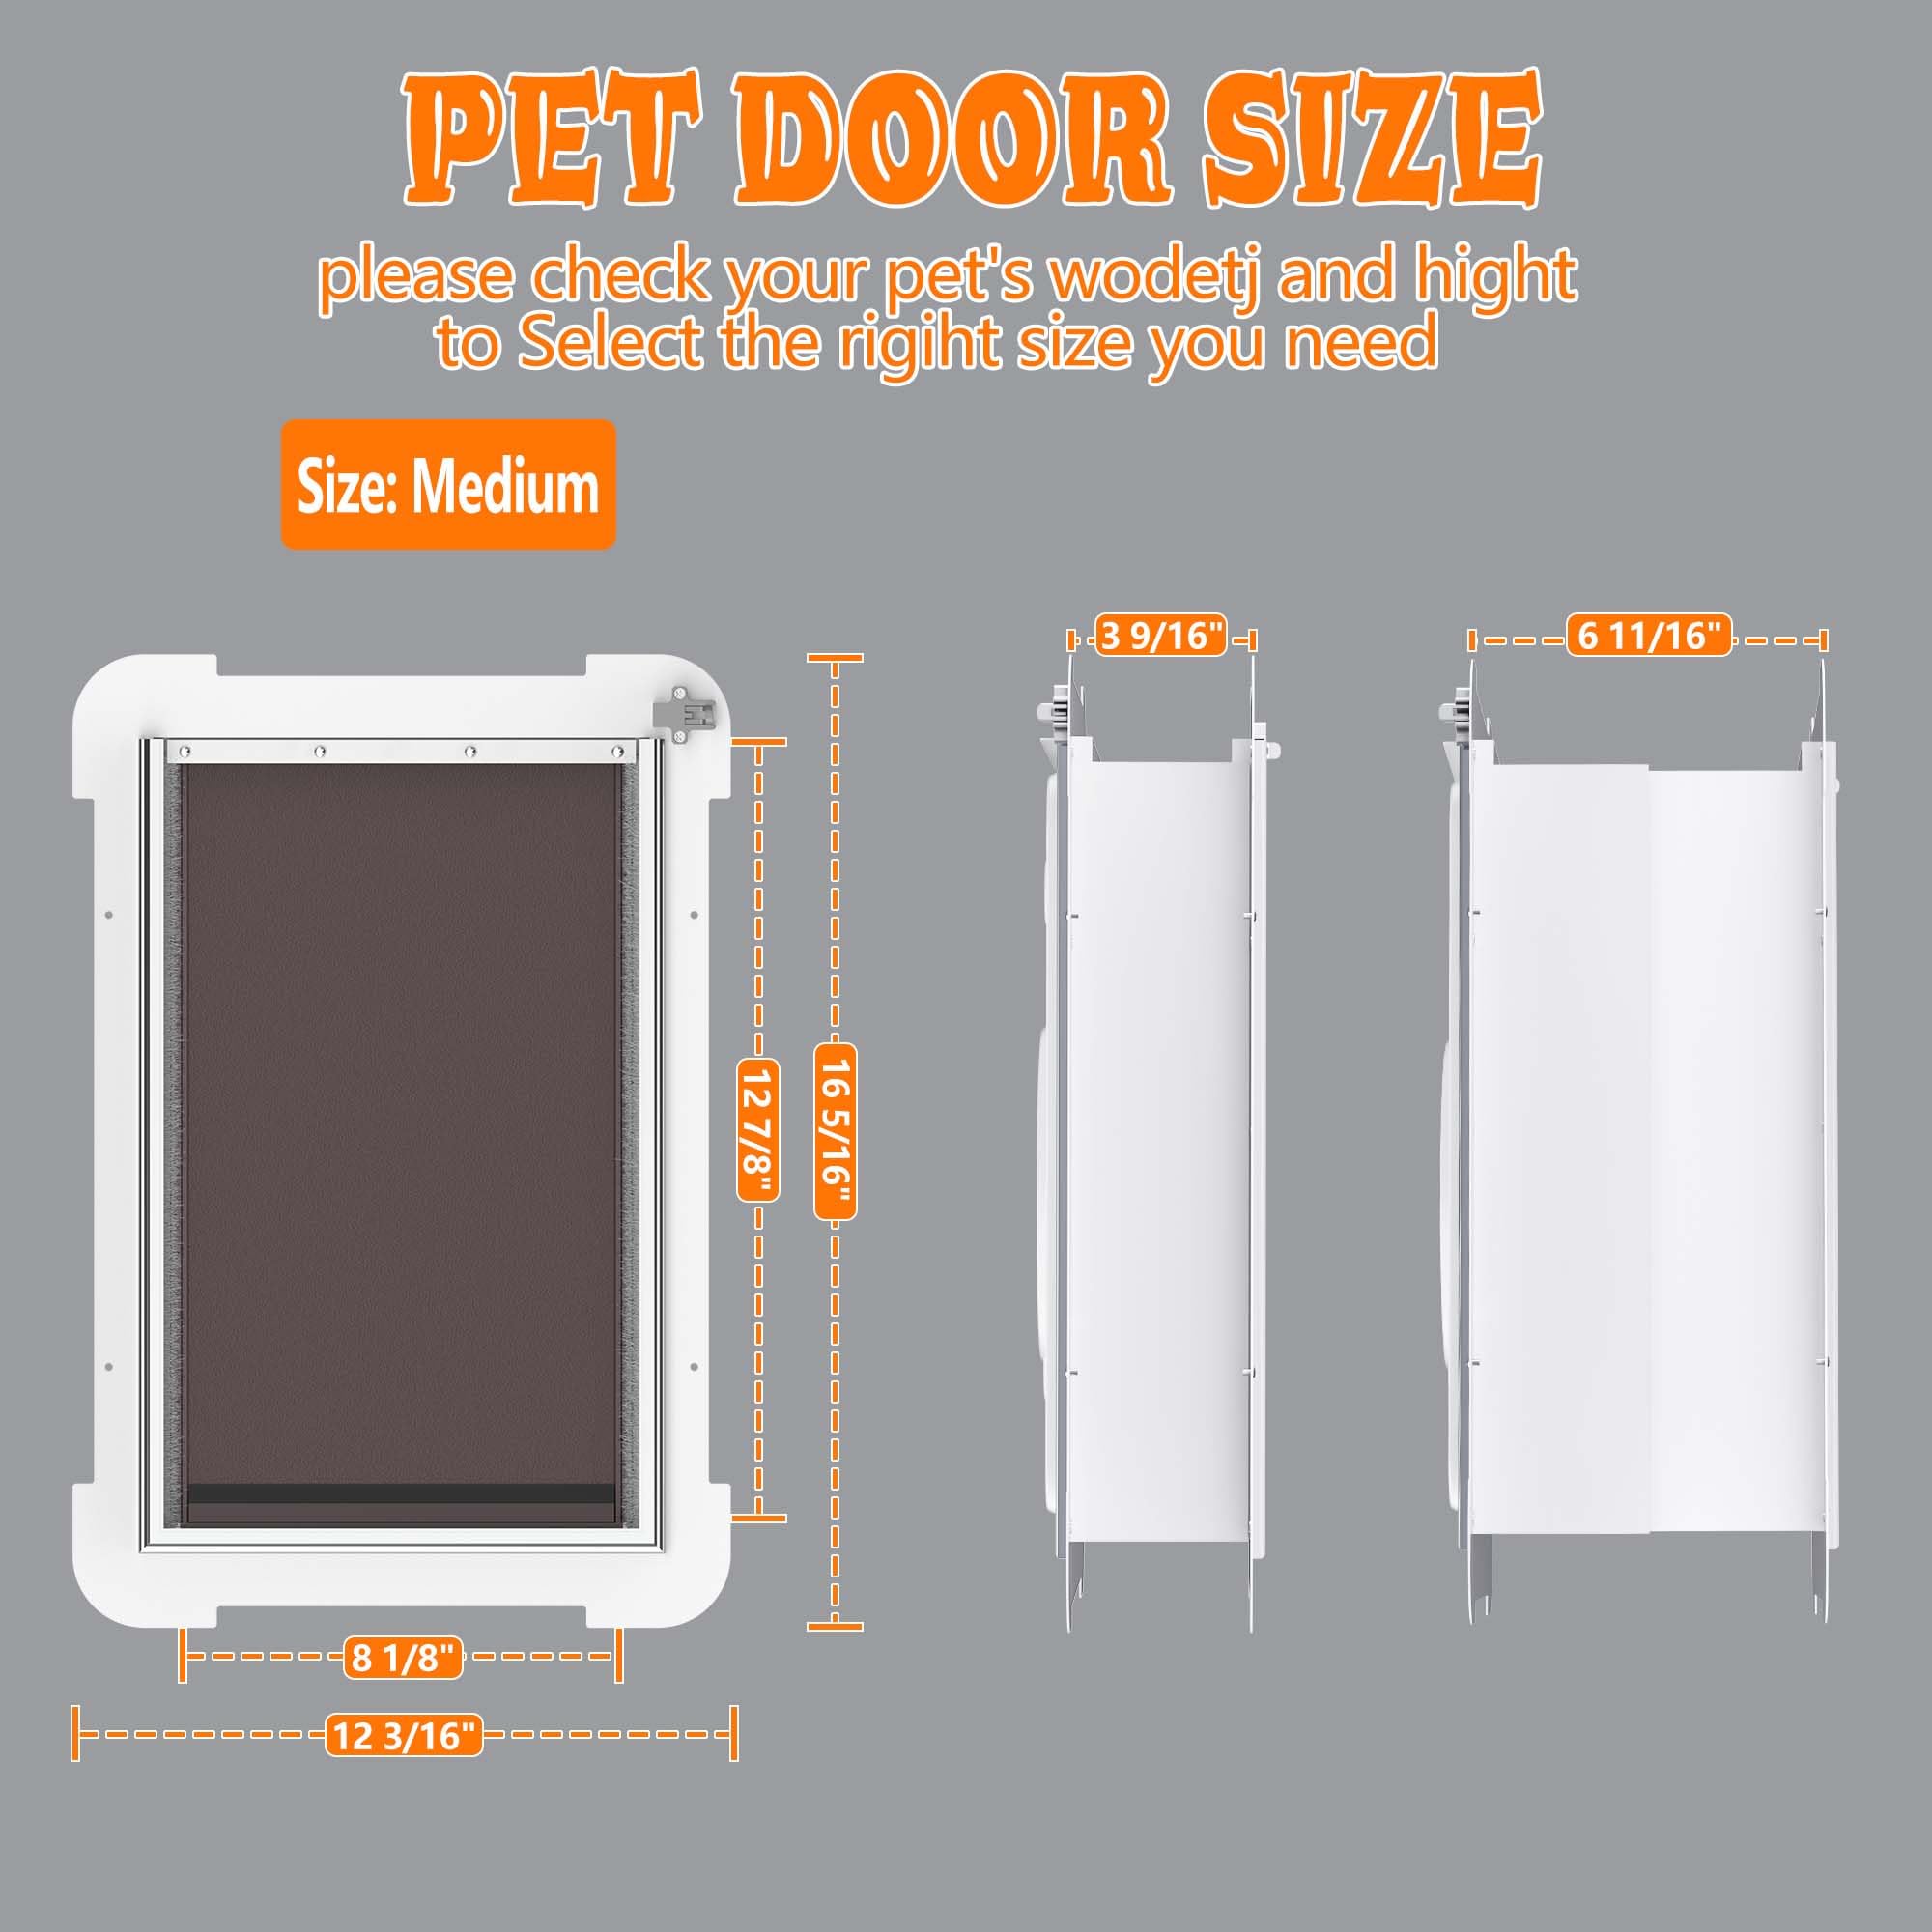 PET DOOR SIZE
please check your pet's wodetj and hight
to Select the rigiht size you need
Size: Medium
3 9/16"
6 11/16"
12 7/8"
16 5/16"
8 1/8"
12 3/16"